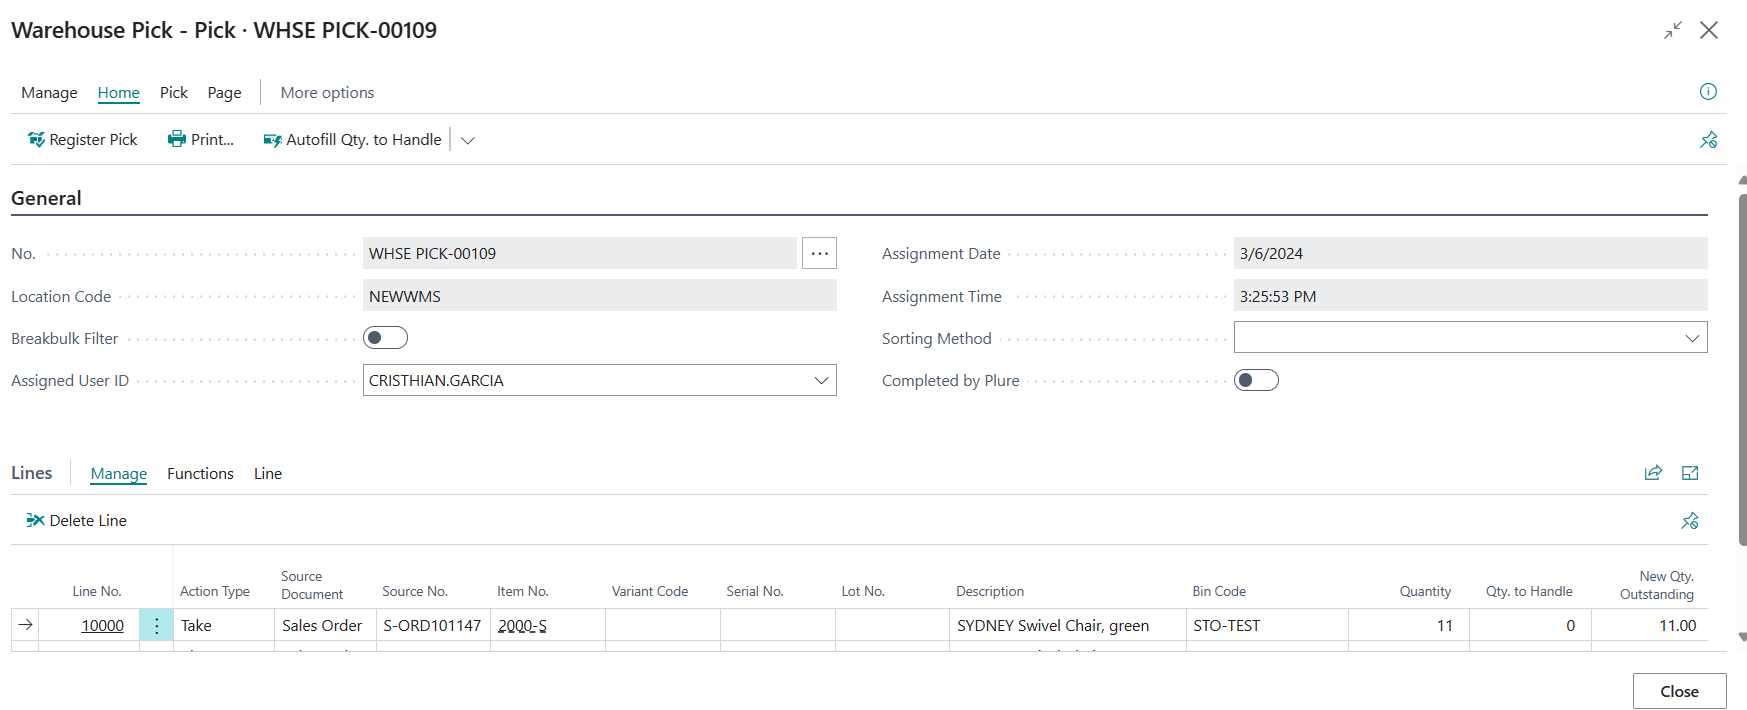 Warehouse Pick - Pick · WHSE PICK-00109
Manage Home Pick Page More options
Register Pick Print... Autofill Qty. to Handle
General
No. WHSE PICK-00109 Assignment Date 3/6/2024
Location Code NEWWMS Assignment Time 3:25:53 PM
Breakbulk Filter Sorting Method
Assigned User ID CRISTHIAN.GARCIA Completed by Plure
Lines Manage Functions Line
Delete Line
Line No. Action Type Source Document Source No. Item No. Variant Code Serial No. Lot No. Description Bin Code Quantity Qty. to Handle New Qty. Outstanding
10000 Take Sales Order S-ORD101147 2000-S SYDNEY Swivel Chair, green STO-TEST 11 0 11.00
Close